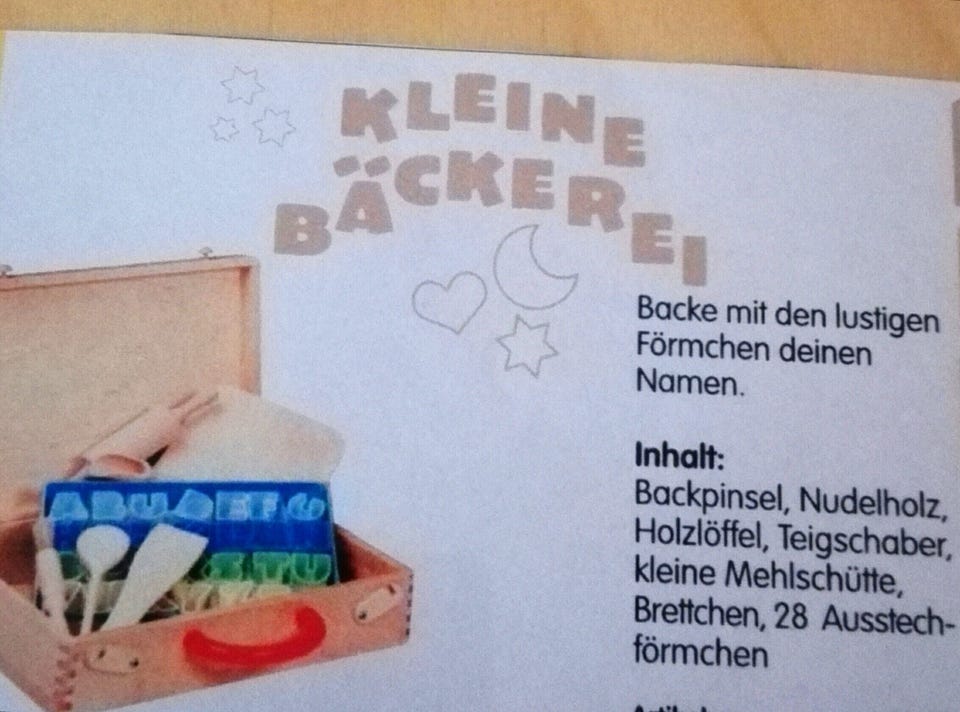 KLEINE
BÄCKEREI
Backe mit den lustigen
Förmchen deinen
Namen.
Inhalt:
Backpinsel, Nudelholz,
Holzlöffel, Teigschaber,
kleine Mehlschütte,
Brettchen, 28 Ausstech-
förmchen